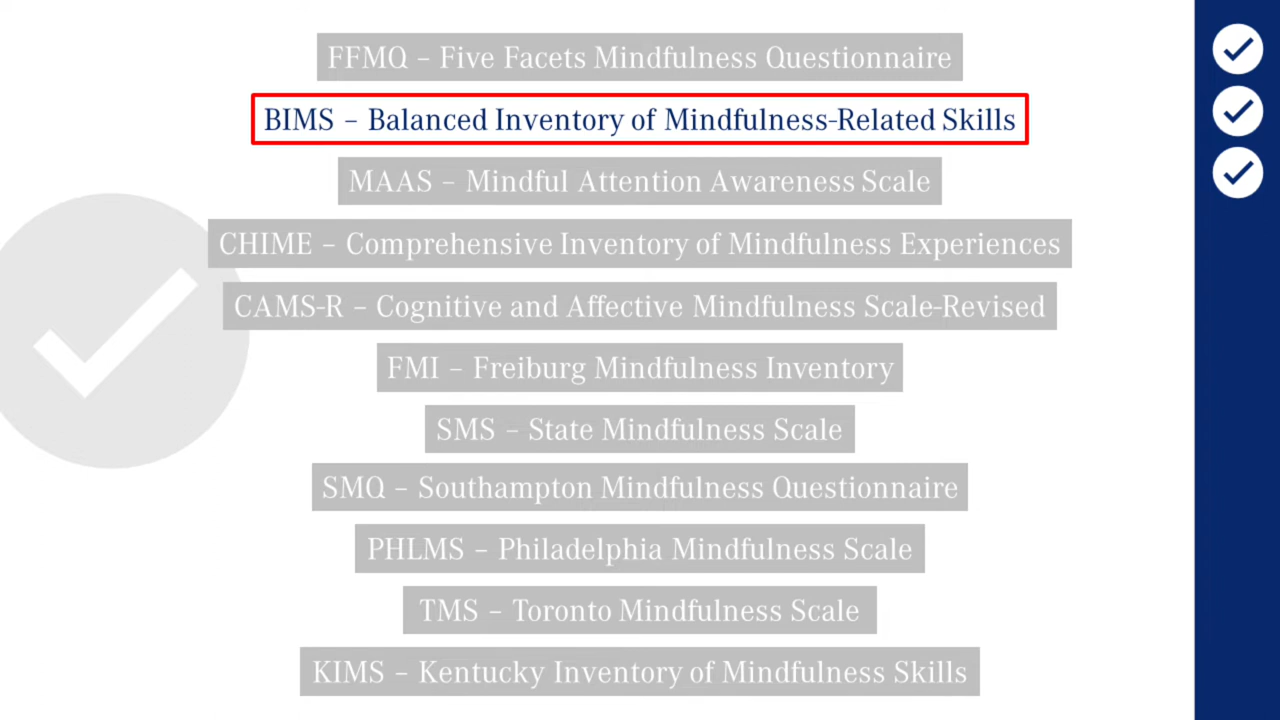 FFMQ – Five Facets Mindfulness Questionnaire
BIMS – Balanced Inventory of Mindfulness-Related Skills
MAAS – Mindful Attention Awareness Scale
CHIME – Comprehensive Inventory of Mindfulness Experiences
CAMS-R – Cognitive and Affective Mindfulness Scale-Revised
FMI – Freiburg Mindfulness Inventory
SMS – State Mindfulness Scale
SMQ – Southampton Mindfulness Questionnaire
PHLMS – Philadelphia Mindfulness Scale
TMS – Toronto Mindfulness Scale
KIMS – Kentucky Inventory of Mindfulness Skills